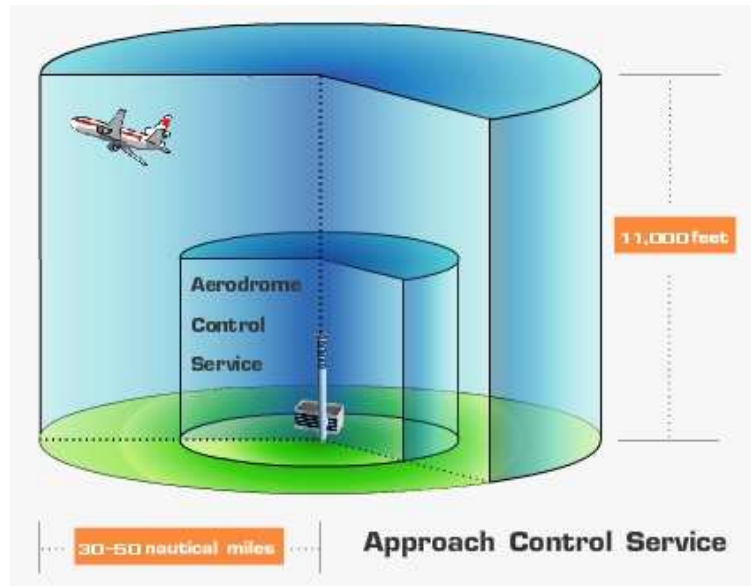 Aerodrome
Control
Service
11,000 feet
30-50 nautical miles
Approach Control Service